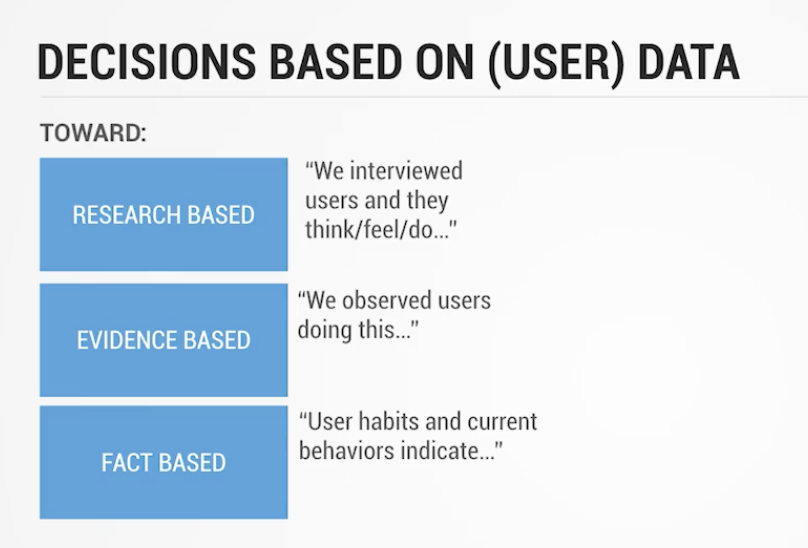 DECISIONS BASED ON (USER) DATA
TOWARD:
RESEARCH BASED
“We interviewed
users and they
think/feel/do...”
EVIDENCE BASED
“We observed users
doing this...”
FACT BASED
“User habits and current
behaviors indicate...”